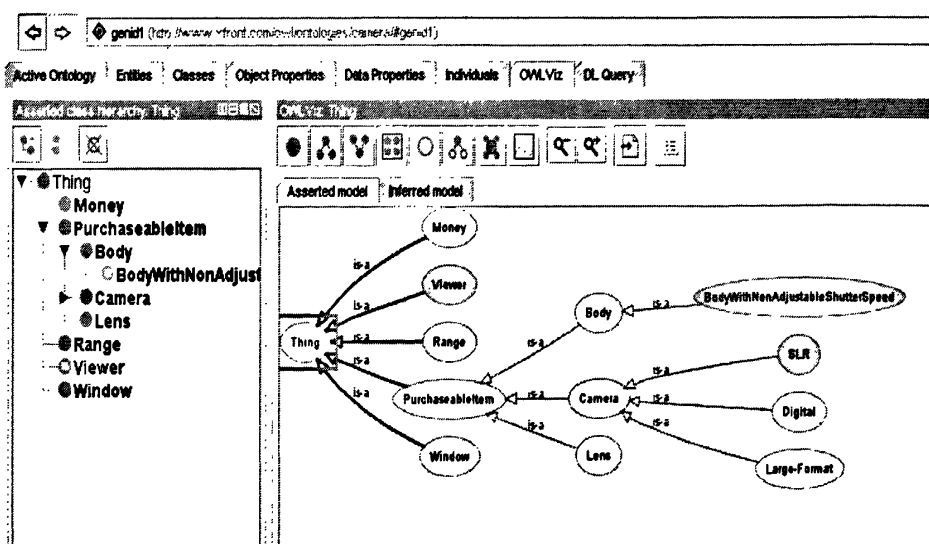 genid1 (http://www.xfront.com/owl/ontologies/camera/#genid1)
Active Ontology Entities Classes Object Properties Data Properties Individuals OWLViz DL Query
Asserted class hierarchy: Thing
OWLViz: Thing
Asserted model Inferred model
Thing
Money
PurchaseableItem
Body
BodyWithNonAdjust
Camera
Lens
Range
Viewer
Window
Money
is-a
Viewer
is-a
BodyWithNonAdjustableShutterSpeed
is-a
Body
Thing
is-a
Range
is-a
SLR
is-a
is-a
PurchaseableItem
is-a
Camera
is-a
Digital
is-a
is-a
is-a
Window
Lens
Large-Format